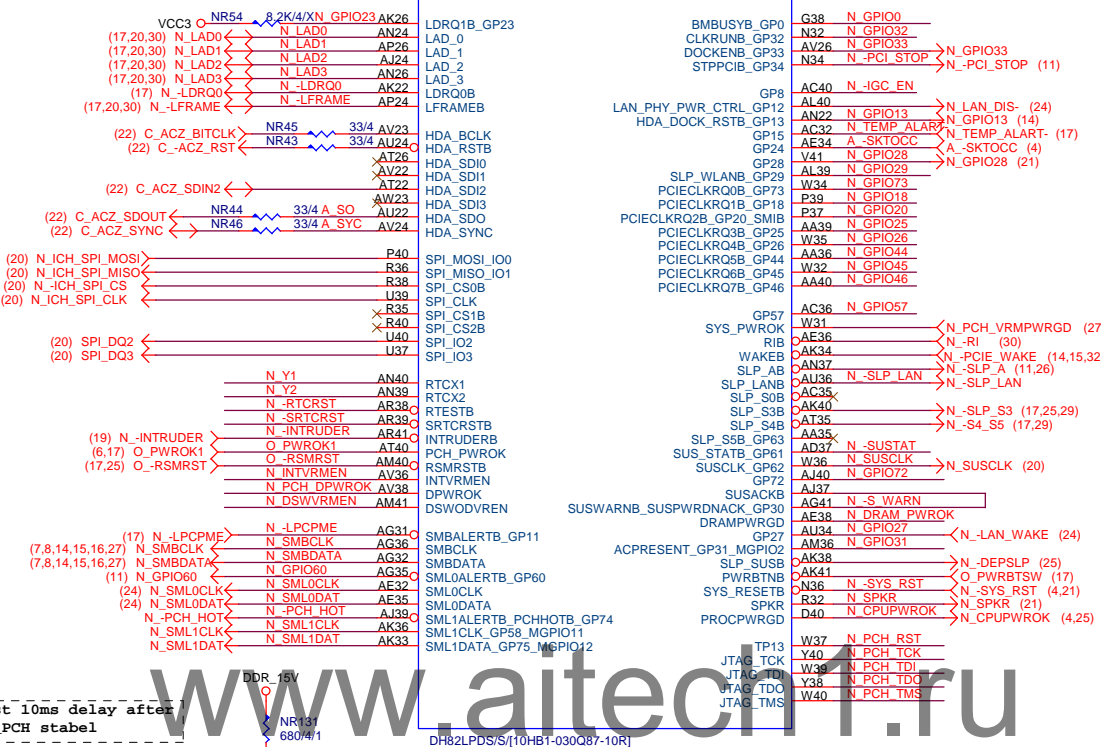 VCC3 NR54 8.2K/4/X N_GPIO23 AK26 LDRQ1B_GP23
(17,20,30) N_LAD0 N_LAD0 AN24 LAD_0
(17,20,30) N_LAD1 N_LAD1 AP26 LAD_1
(17,20,30) N_LAD2 N_LAD2 AJ24 LAD_2
(17,20,30) N_LAD3 N_LAD3 AN26 LAD_3
(17) N_-LDRQ0 N_-LDRQ0 AK22 LDRQ0B
(17,20,30) N_-LFRAME N_-LFRAME AP24 LFRAMEB
(22) C_ACZ_BITCLK NR45 33/4 AV23 HDA_BCLK
(22) C_-ACZ_RST NR43 33/4 AU24 HDA_RSTB
AT26 HDA_SDI0
AV22 HDA_SDI1
(22) C_ACZ_SDIN2 AT22 HDA_SDI2
AW23 HDA_SDI3
(22) C_ACZ_SDOUT NR44 33/4 A_SO AU22 HDA_SDO
(22) C_ACZ_SYNC NR46 33/4 A_SYC AV24 HDA_SYNC
(20) N_ICH_SPI_MOSI P40 SPI_MOSI_IO0
(20) N_ICH_SPI_MISO R36 SPI_MISO_IO1
(20) N_-ICH_SPI_CS R38 SPI_CS0B
(20) N_ICH_SPI_CLK U39 SPI_CLK
R35 SPI_CS1B
R40 SPI_CS2B
(20) SPI_DQ2 U40 SPI_IO2
(20) SPI_DQ3 U37 SPI_IO3
N_Y1 AN40 RTCX1
N_Y2 AN39 RTCX2
N_-RTCRST AR38 RTESTB
N_-SRTCRST AR39 SRTCRSTB
(19) N_-INTRUDER N_-INTRUDER AR41 INTRUDERB
(6,17) O_PWROK1 O_PWROK1 AT40 PCH_PWROK
(17,25) O_-RSMRST O_-RSMRST AM40 RSMRSTB
N_INTVRMEN AV36 INTVRMEN
N_PCH_DPWROK AV38 DPWROK
N_DSWVRMEN AM41 DSWODVREN
(17) N_-LPCPME N_-LPCPME AG31 SMBALERTB_GP11
(7,8,14,15,16,27) N_SMBCLK N_SMBCLK AG36 SMBCLK
(7,8,14,15,16,27) N_SMBDATA N_SMBDATA AG32 SMBDATA
(11) N_GPIO60 N_GPIO60 AG35 SML0ALERTB_GP60
(24) N_SML0CLK N_SML0CLK AE32 SML0CLK
(24) N_SML0DAT N_SML0DAT AE35 SML0DATA
N_-PCH_HOT N_-PCH_HOT AJ39 SML1ALERTB_PCHHOTB_GP74
N_SML1CLK N_SML1CLK AK36 SML1CLK_GP58_MGPIO11
N_SML1DAT N_SML1DAT AK33 SML1DATA_GP75_MGPIO12
BMBUSYB_GP0 G38 N_GPIO0
CLKRUNB_GP32 N32 N_GPIO32
DOCKENB_GP33 AV26 N_GPIO33 N_GPIO33
STPPCIB_GP34 N34 N_-PCI_STOP N_-PCI_STOP (11)
GP8 AC40 N_-IGC_EN
LAN_PHY_PWR_CTRL_GP12 AL40 N_LAN_DIS- (24)
HDA_DOCK_RSTB_GP13 AN22 N_GPIO13 N_GPIO13 (14)
GP15 AC32 N_TEMP_ALART- N_TEMP_ALART- (17)
GP24 AE34 A_-SKTOCC A_-SKTOCC (4)
GP28 V41 N_GPIO28 N_GPIO28 (21)
SLP_WLANB_GP29 AL39 N_GPIO29
PCIECLKRQ0B_GP73 W34 N_GPIO73
PCIECLKRQ1B_GP18 P39 N_GPIO18
PCIECLKRQ2B_GP20_SMIB P37 N_GPIO20
PCIECLKRQ3B_GP25 AA39 N_GPIO25
PCIECLKRQ4B_GP26 W35 N_GPIO26
PCIECLKRQ5B_GP44 AA36 N_GPIO44
PCIECLKRQ6B_GP45 W32 N_GPIO45
PCIECLKRQ7B_GP46 AA40 N_GPIO46
GP57 AC36 N_GPIO57
SYS_PWROK W31 N_PCH_VRMPWRGD (27
RIB AE36 N_-RI (30)
WAKEB AK34 N_-PCIE_WAKE (14,15,32
SLP_AB AN37 N_-SLP_A (11,26)
SLP_LANB AU36 N_-SLP_LAN N_-SLP_LAN
SLP_S0B AC35
SLP_S3B AK40 N_-SLP_S3 (17,25,29)
SLP_S4B AT35 N_-S4_S5 (17,29)
SLP_S5B_GP63 AA35
SUS_STATB_GP61 AD37 N_-SUSTAT
SUSCLK_GP62 W36 N_SUSCLK N_SUSCLK (20)
GP72 AJ40 N_GPIO72
SUSACKB AJ37
SUSWARNB_SUSPWRDNACK_GP30 AG41 N_-S_WARN
DRAMPWRGD AE38 N_DRAM_PWROK
GP27 AU34 N_GPIO27 N_-LAN_WAKE (24)
ACPRESENT_GP31_MGPIO2 AM36 N_GPIO31
SLP_SUSB AK38 N_-DEPSLP (25)
PWRBTNB AK41 O_PWRBTSW (17)
SYS_RESETB N36 N_-SYS_RST N_-SYS_RST (4,21)
SPKR R32 N_SPKR N_SPKR (21)
PROCPWRGD D40 N_CPUPWROK N_CPUPWROK (4,25)
TP13 W37 N_PCH_RST
JTAG_TCK Y40 N_PCH_TCK
JTAG_TDI W39 N_PCH_TDI
JTAG_TDO Y38 N_PCH_TDO
JTAG_TMS W40 N_PCH_TMS
DDR_15V
NR131
680/4/1
st 10ms delay after
_PCH stabel
www.aitech1.ru
DH82LPDS/S/[10HB1-030Q87-10R]